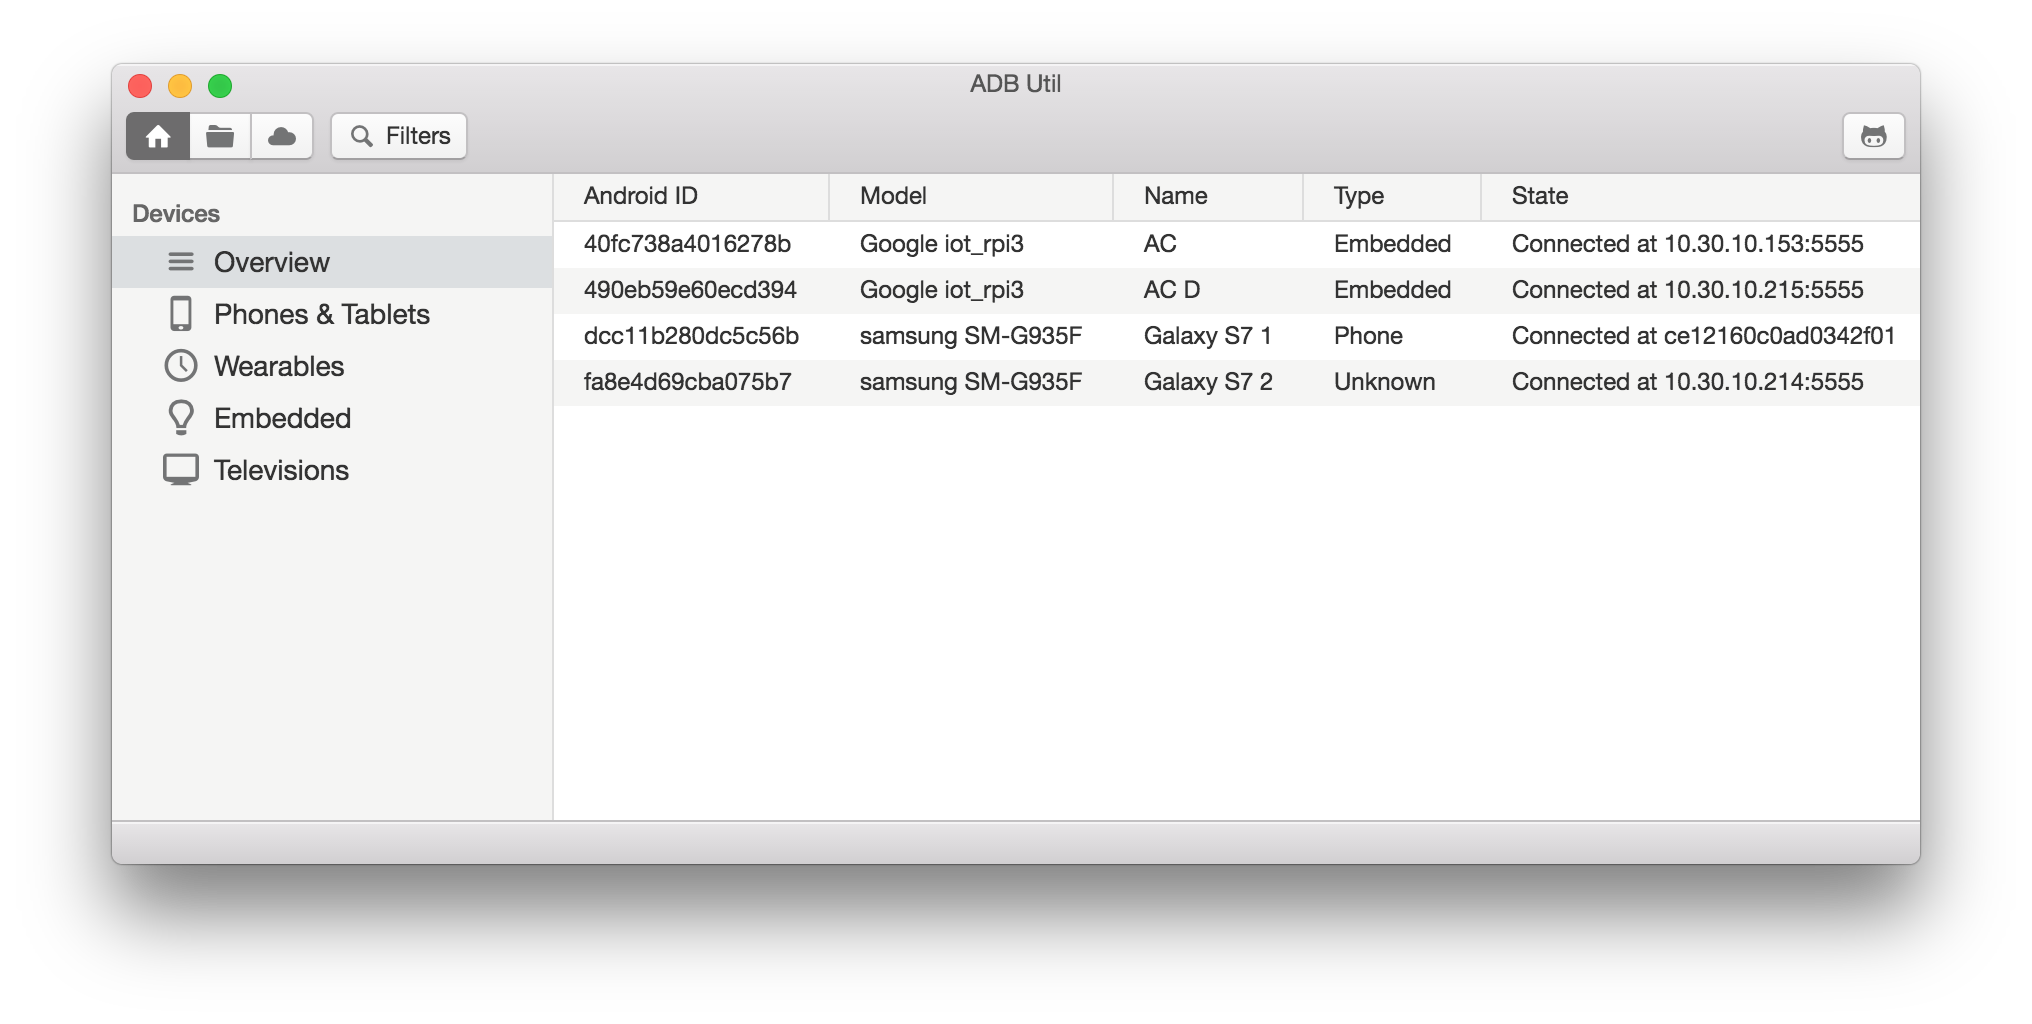 ADB Util
Filters
Devices
Overview
Phones & Tablets
Wearables
Embedded
Televisions
Android ID Model Name Type State
40fc738a4016278b Google iot_rpi3 AC Embedded Connected at 10.30.10.153:5555
490eb59e60ecd394 Google iot_rpi3 AC D Embedded Connected at 10.30.10.215:5555
dcc11b280dc5c56b samsung SM-G935F Galaxy S7 1 Phone Connected at ce12160c0ad0342f01
fa8e4d69cba075b7 samsung SM-G935F Galaxy S7 2 Unknown Connected at 10.30.10.214:5555